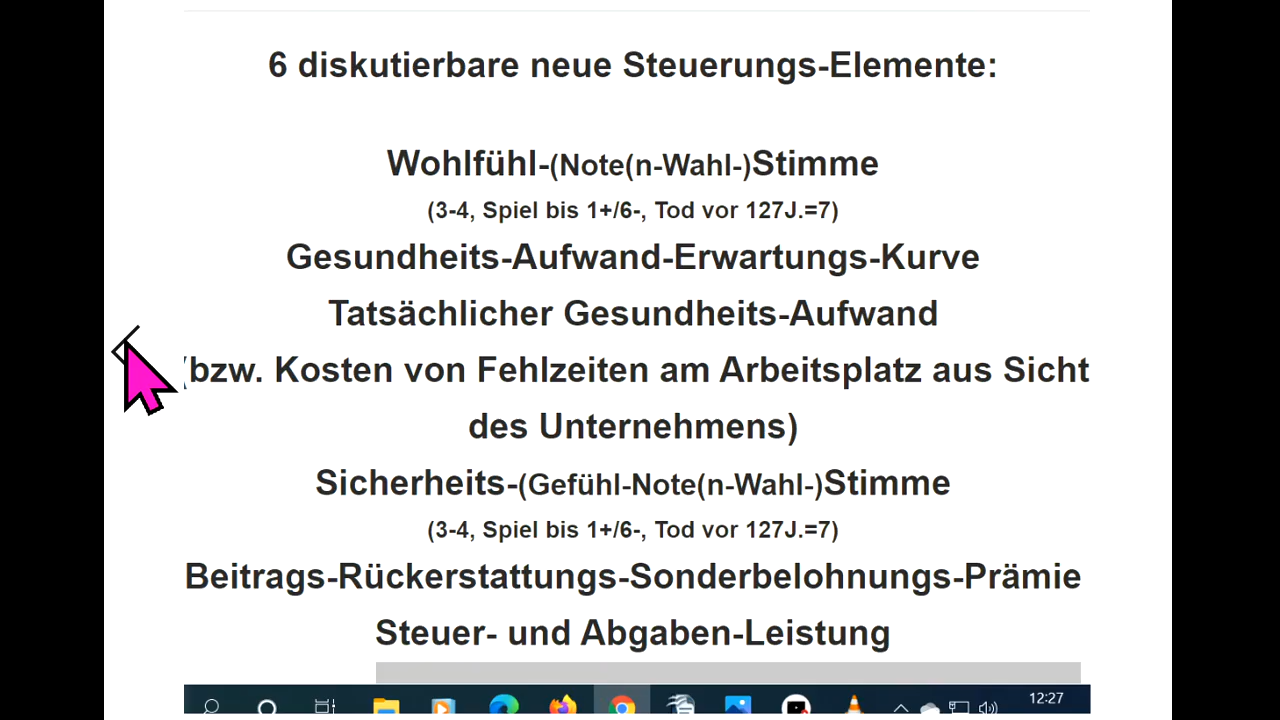 6 diskutierbare neue Steuerungs-Elemente:
Wohlfühl-(Note(n-Wahl-)Stimme
(3-4, Spiel bis 1+/6-, Tod vor 127J.=7)
Gesundheits-Aufwand-Erwartungs-Kurve
Tatsächlicher Gesundheits-Aufwand
(bzw. Kosten von Fehlzeiten am Arbeitsplatz aus Sicht
des Unternehmens)
Sicherheits-(Gefühl-Note(n-Wahl-)Stimme
(3-4, Spiel bis 1+/6-, Tod vor 127J.=7)
Beitrags-Rückerstattungs-Sonderbelohnungs-Prämie
Steuer- und Abgaben-Leistung
12:27